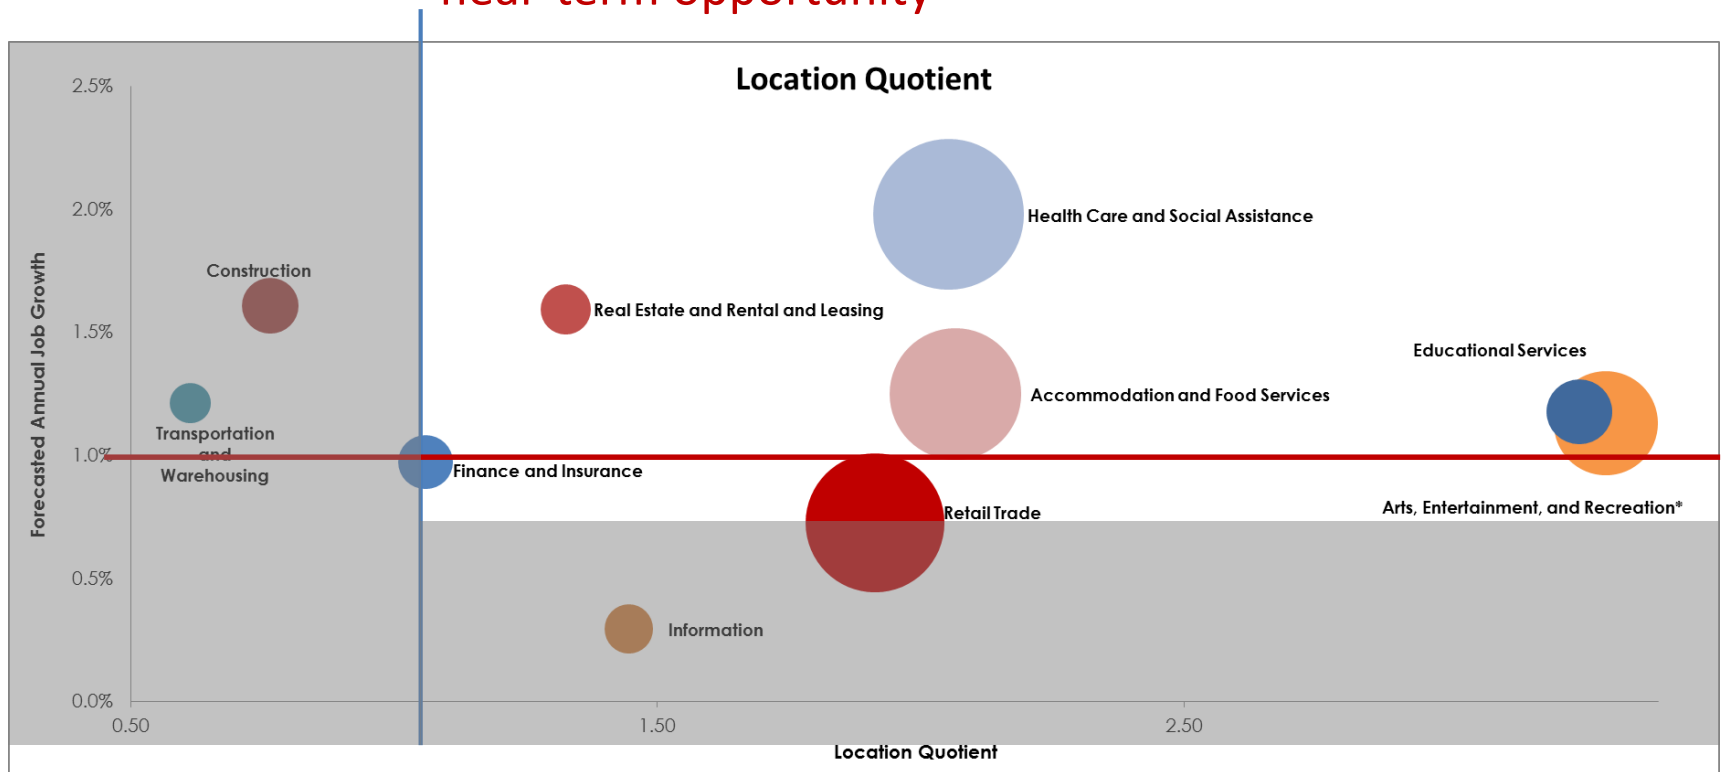 near-term opportunity
Location Quotient
2.5%
2.0%
1.5%
1.0%
0.5%
0.0%
Forecasted Annual Job Growth
Construction
Transportation
and
Warehousing
Finance and Insurance
Real Estate and Rental and Leasing
Health Care and Social Assistance
Accommodation and Food Services
Educational Services
Arts, Entertainment, and Recreation*
Retail Trade
Information
0.50
1.50
2.50
Location Quotient